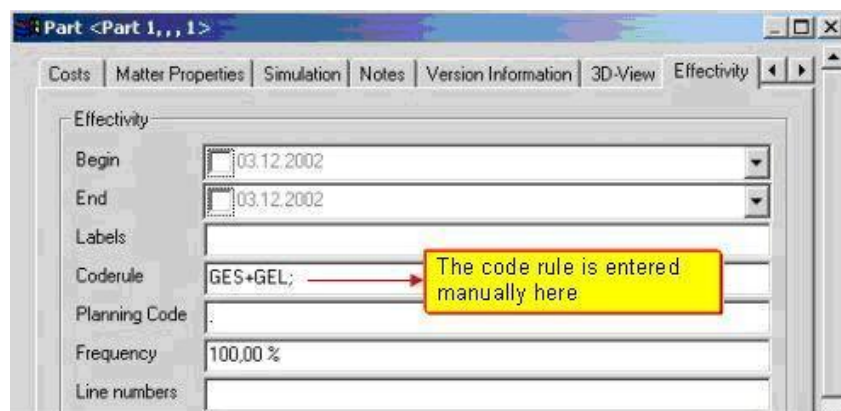 Part <Part 1,,,1>
Costs Matter Properties Simulation Notes Version Information 3D-View Effectivity
Effectivity
Begin 03.12.2002
End 03.12.2002
Labels
Coderule GES+GEL;
The code rule is entered
manually here
Planning Code .
Frequency 100,00 %
Line numbers